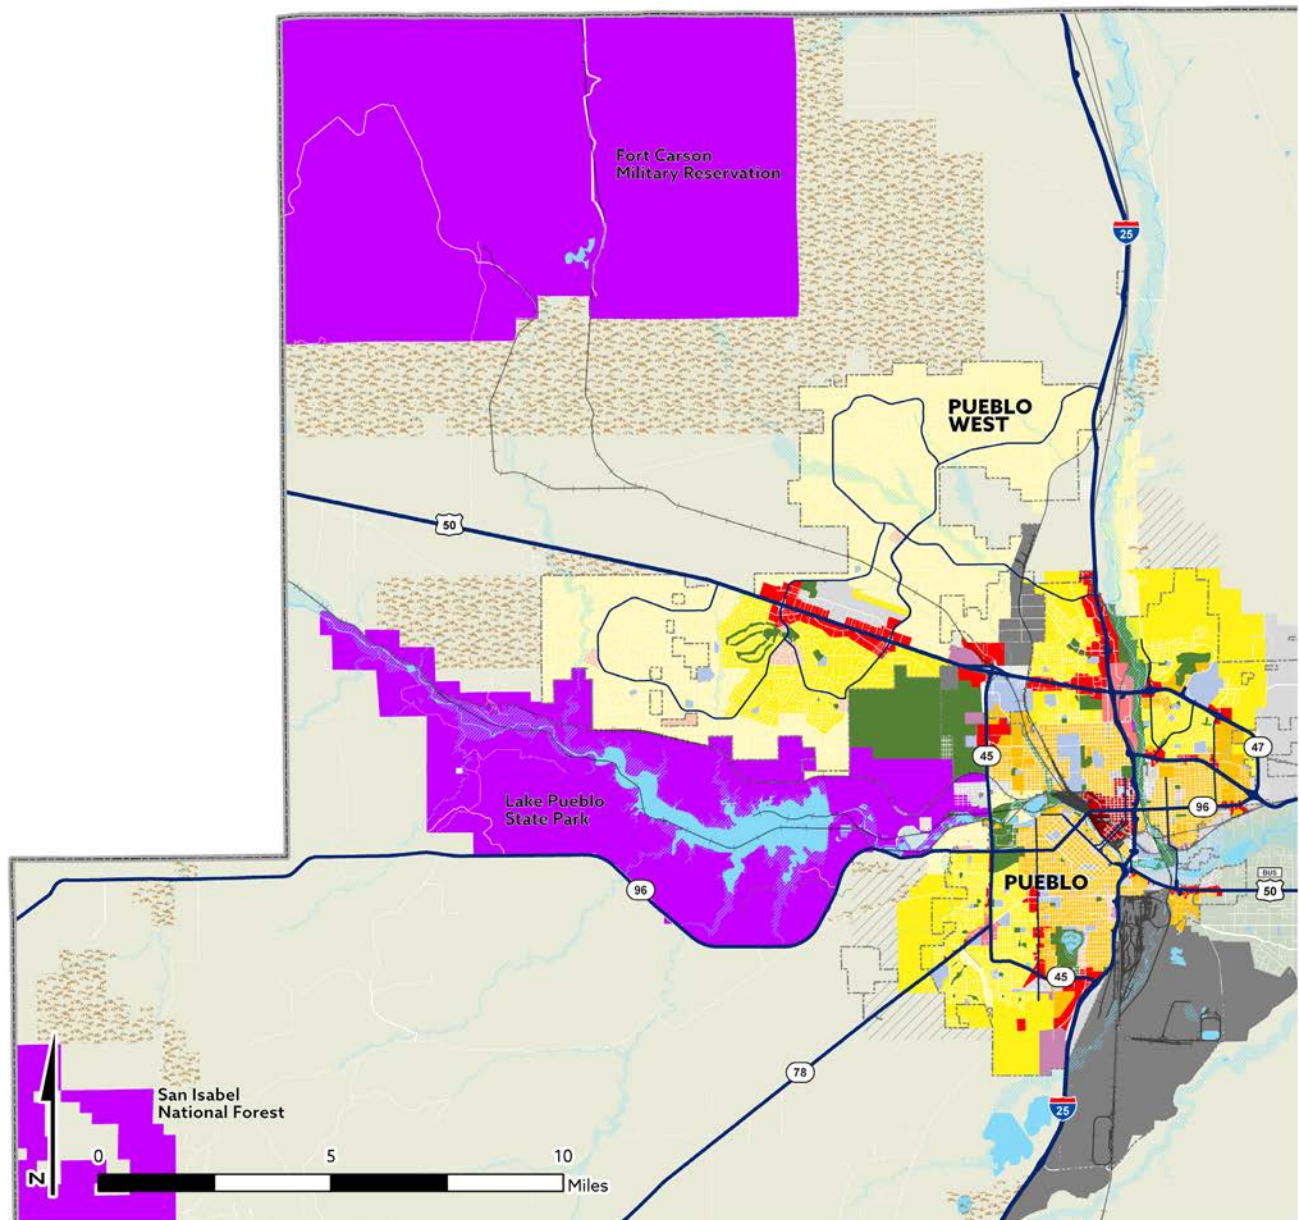 Fort Carson
Military Reservation
25
PUEBLO
WEST
50
47
45
96
Lake Pueblo
State Park
96
PUEBLO
BUS
50
45
78
San Isabel
National Forest
25
N
0 5 10
Miles